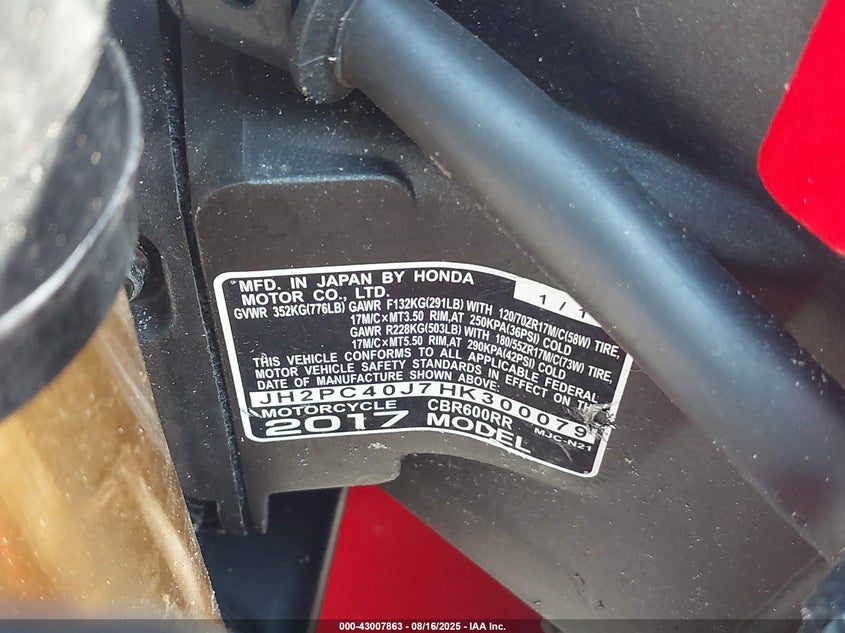 MFD. IN JAPAN BY HONDA
MOTOR CO., LTD.
1 / 1
GVWR 352KG(776LB) GAWR F132KG(291LB) WITH 120/70ZR17M/C(58W) TIRE,
17M/C×MT3.50 RIM,AT 250KPA(36PSI) COLD
GAWR R228KG(503LB) WITH 180/55ZR17M/C(73W) TIRE,
17M/C×MT5.50 RIM,AT 290KPA(42PSI) COLD
THIS VEHICLE CONFORMS TO ALL APPLICABLE FEDERAL
MOTOR VEHICLE SAFETY STANDARDS IN EFFECT ON THE
DATE OF MANUFACTURE SHOWN ABOVE.
JH2PC40J7HK300079
MOTORCYCLE CBR600RR MJC-N21
2017 MODEL
000-43007863 - 08/16/2025 - IAA Inc.